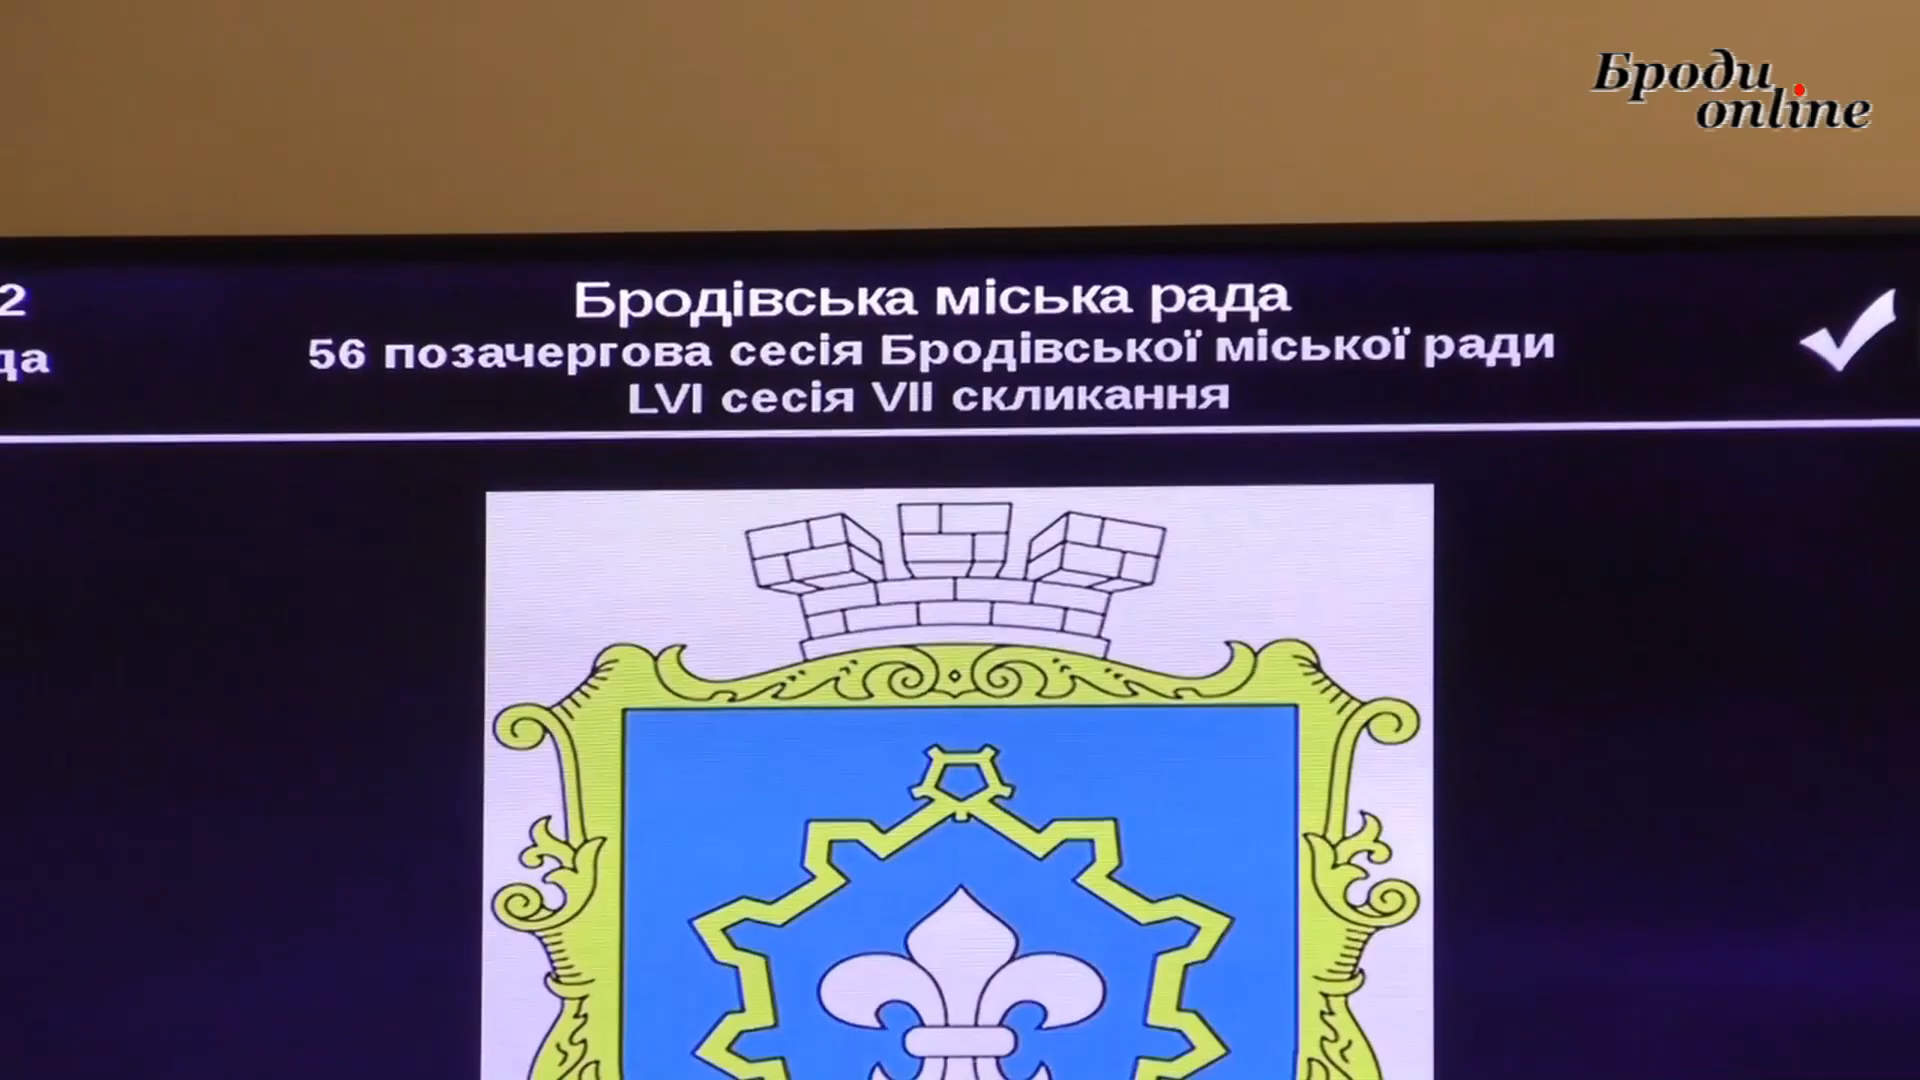 Броди
online
2
Бродівська міська рада
да
56 позачергова сесія Бродівської міської ради
LVI сесія VII скликання